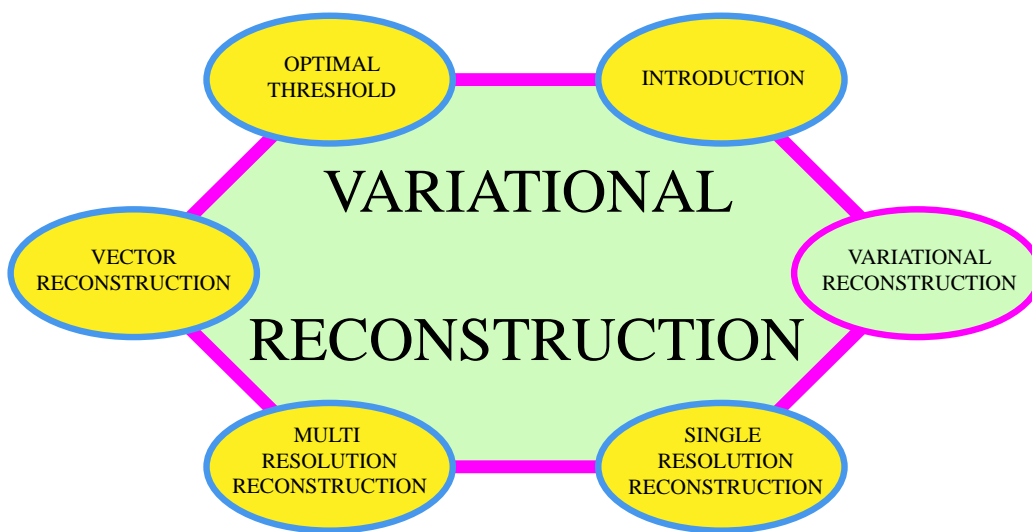 OPTIMAL
THRESHOLD
INTRODUCTION
VARIATIONAL
RECONSTRUCTION
VECTOR
RECONSTRUCTION
VARIATIONAL
RECONSTRUCTION
MULTI
RESOLUTION
RECONSTRUCTION
SINGLE
RESOLUTION
RECONSTRUCTION